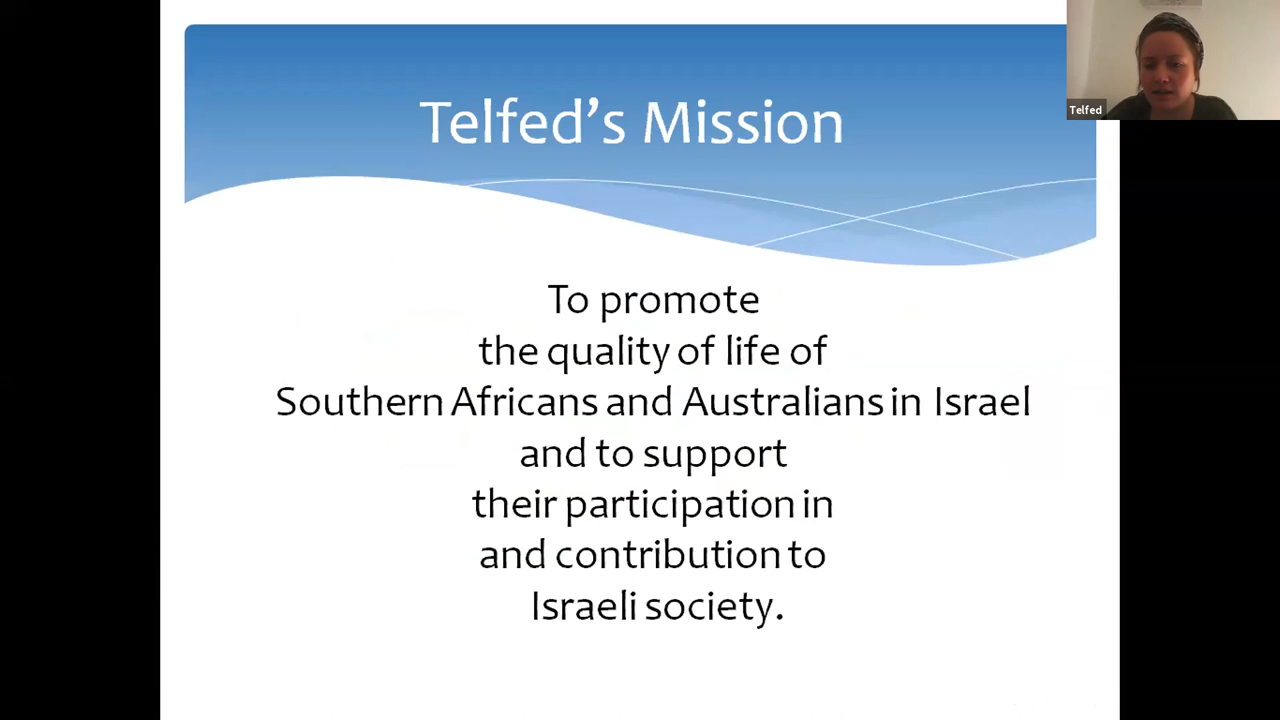 Telfed’s Mission
Telfed
To promote
the quality of life of
Southern Africans and Australians in Israel
and to support
their participation in
and contribution to
Israeli society.